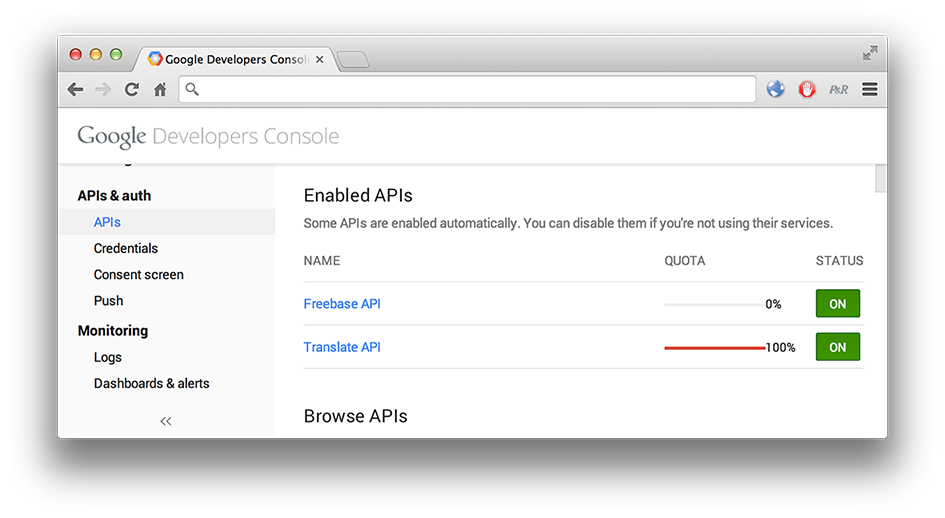 Google Developers Consol
P&R
Google Developers Console
APIs & auth
APIs
Credentials
Consent screen
Push
Monitoring
Logs
Dashboards & alerts
<<
Enabled APIs
Some APIs are enabled automatically. You can disable them if you're not using their services.
NAME QUOTA STATUS
Freebase API 0% ON
Translate API 100% ON
Browse APIs